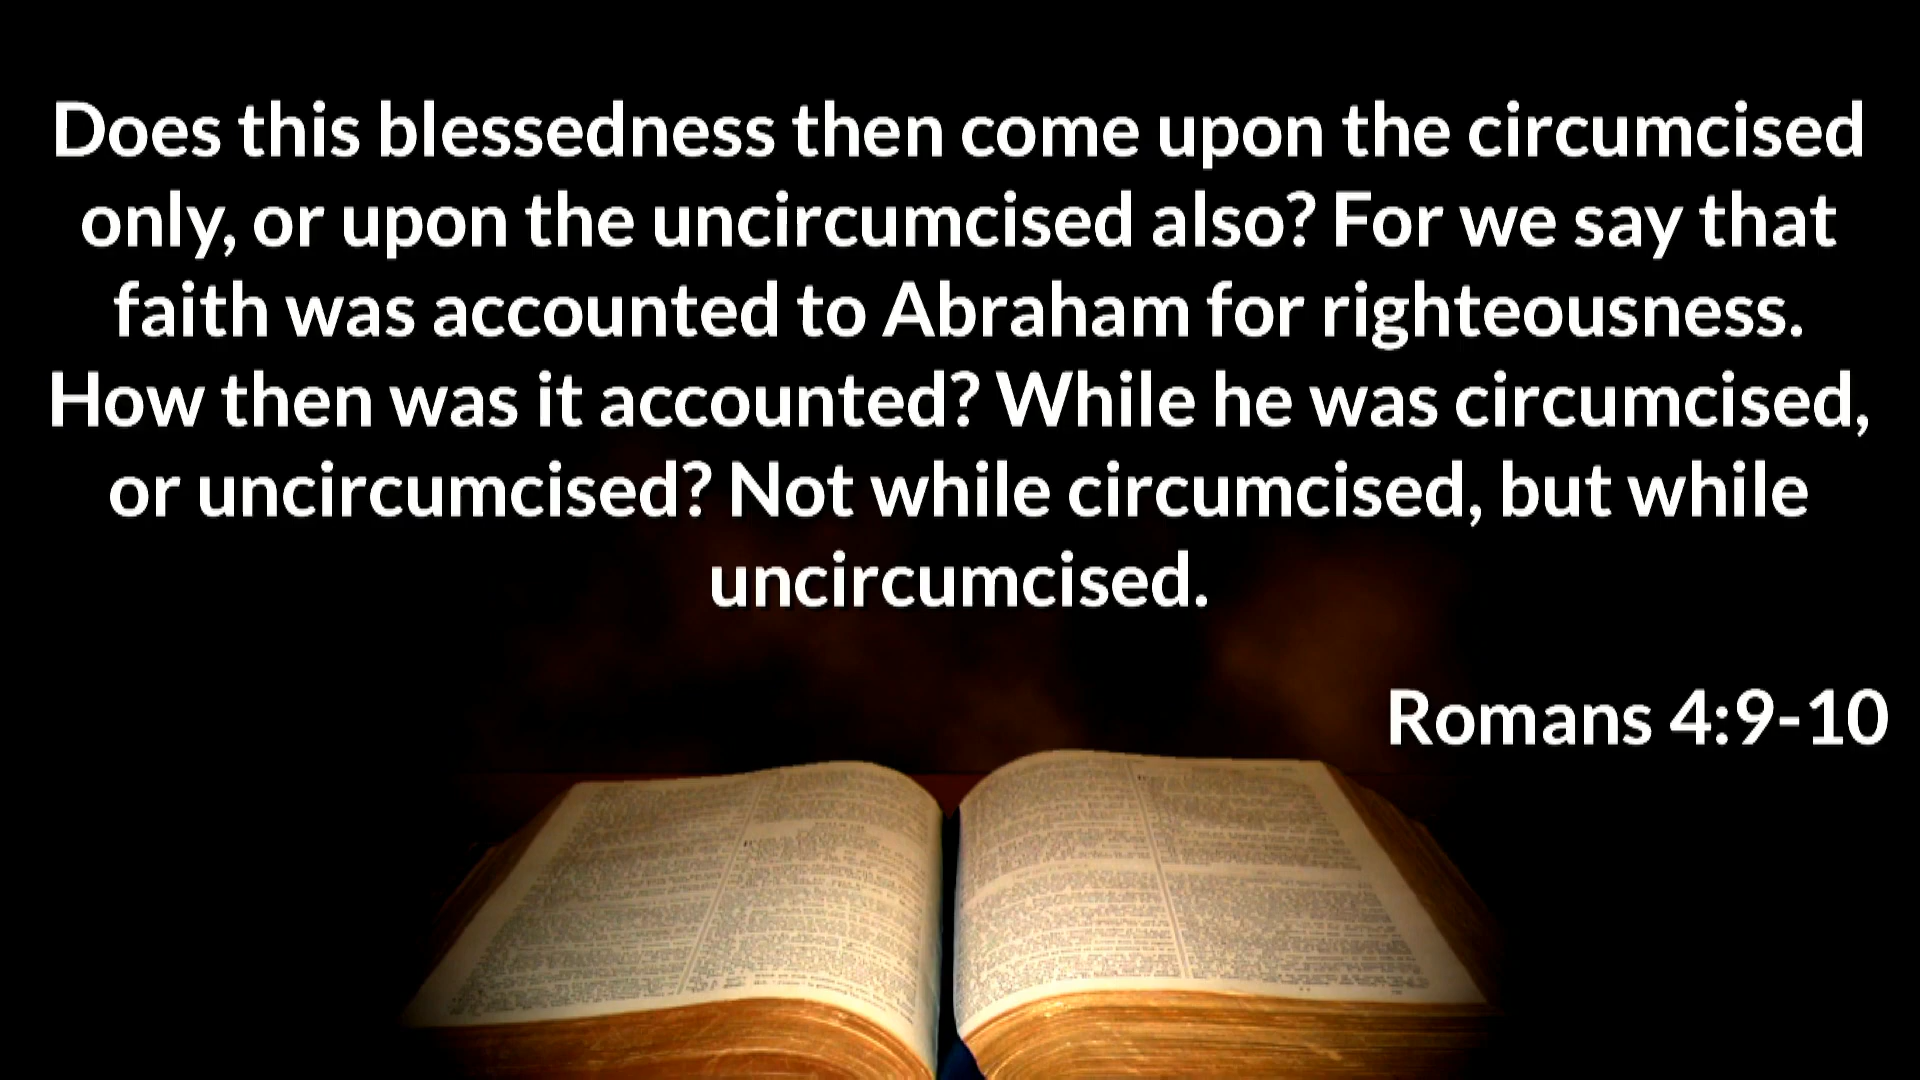 Does this blessedness then come upon the circumcised
only, or upon the uncircumcised also? For we say that
faith was accounted to Abraham for righteousness.
How then was it accounted? While he was circumcised,
or uncircumcised? Not while circumcised, but while
uncircumcised.
Romans 4:9-10